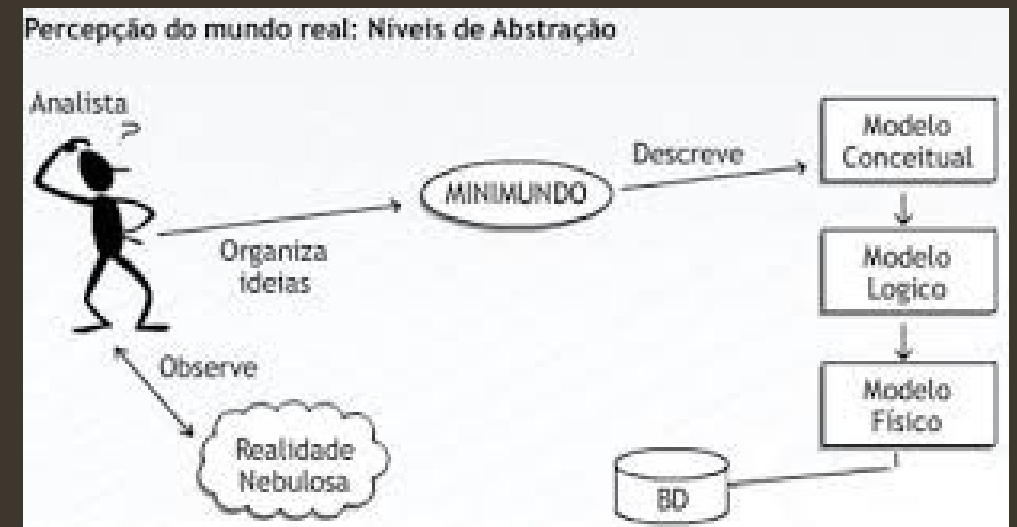 Percepção do mundo real: Níveis de Abstração
Analista
?
Organiza
ideias
Observe
Realidade
Nebulosa
MINIMUNDO
Descreve
Modelo
Conceitual
Modelo
Logico
Modelo
Físico
BD